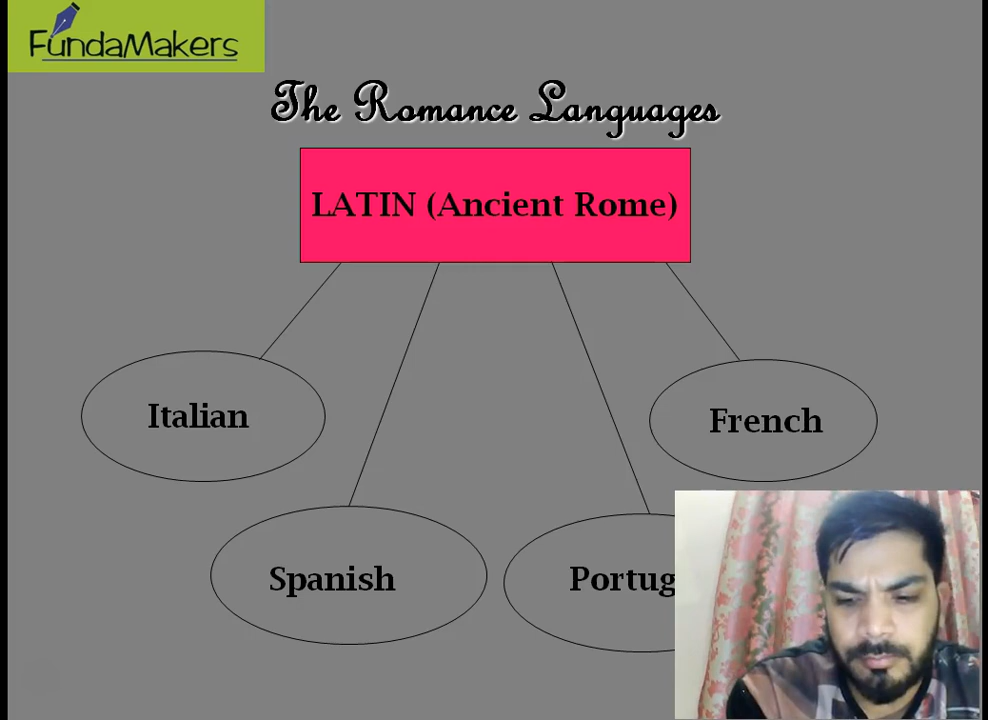 FundaMakers
The Romance Languages
LATIN (Ancient Rome)
Italian
French
Spanish
Portug